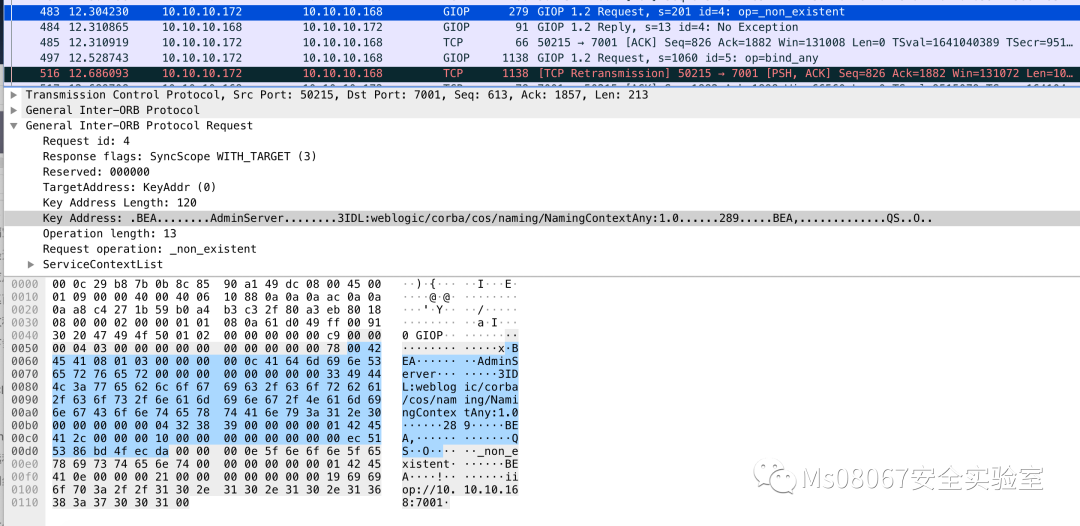 483 12.304230 10.10.10.172 10.10.10.168 GIOP 279 GIOP 1.2 Request, s=201 id=4: op=_non_existent
484 12.310865 10.10.10.168 10.10.10.172 GIOP 91 GIOP 1.2 Reply, s=13 id=4: No Exception
485 12.310919 10.10.10.172 10.10.10.168 TCP 66 50215 → 7001 [ACK] Seq=826 Ack=1882 Win=131008 Len=0 TSval=1641040389 TSecr=951…
497 12.528743 10.10.10.172 10.10.10.168 GIOP 1138 GIOP 1.2 Request, s=1060 id=5: op=bind_any
516 12.686093 10.10.10.172 10.10.10.168 TCP 1138 [TCP Retransmission] 50215 → 7001 [PSH, ACK] Seq=826 Ack=1882 Win=131072 Len=10…
Transmission Control Protocol, Src Port: 50215, Dst Port: 7001, Seq: 613, Ack: 1857, Len: 213
General Inter-ORB Protocol
General Inter-ORB Protocol Request
Request id: 4
Response flags: SyncScope WITH_TARGET (3)
Reserved: 000000
TargetAddress: KeyAddr (0)
Key Address Length: 120
Key Address: .BEA........AdminServer........3IDL:weblogic/corba/cos/naming/NamingContextAny:1.0......289.....BEA,.............QS..O..
Operation length: 13
Request operation: _non_existent
ServiceContextList
0000 00 0c 29 b8 7b 0b 8c 85 90 a1 49 dc 08 00 45 00 ··)·{·····I···E·
0010 01 09 00 00 40 00 40 06 10 88 0a 0a 0a ac 0a 0a ····@·@·········
0020 0a a8 c4 27 1b 59 b0 a4 b3 c3 2f 80 a3 eb 80 18 ···'·Y····/·····
0030 08 00 00 02 00 00 01 01 08 0a 61 d0 49 ff 00 91 ··········a·I···
0040 30 20 47 49 4f 50 01 02 00 00 00 00 00 c9 00 00 0 GIOP··········
0050 00 04 03 00 00 00 00 00 00 00 00 00 00 78 00 42 ·············x·B
0060 45 41 08 01 03 00 00 00 00 0c 41 64 6d 69 6e 53 EA········AdminS
0070 65 72 76 65 72 00 00 00 00 00 00 00 00 33 49 44 erver········3ID
0080 4c 3a 77 65 62 6c 6f 67 69 63 2f 63 6f 72 62 61 L:weblogic/corba
0090 2f 63 6f 73 2f 6e 61 6d 69 6e 67 2f 4e 61 6d 69 /cos/naming/Nami
00a0 6e 67 43 6f 6e 74 65 78 74 41 6e 79 3a 31 2e 30 ngContextAny:1.0
00b0 00 00 00 00 00 04 32 38 39 00 00 00 00 01 42 45 ······289·····BE
00c0 41 2c 00 00 00 10 00 00 00 00 00 00 00 00 ec 51 A,·············Q
00d0 53 86 bd 4f ec da 00 00 00 0e 5f 6e 6f 6e 5f 65 S··O······_non_e
00e0 78 69 73 74 65 6e 74 00 00 00 00 00 00 01 42 45 xistent·······BE
00f0 41 0e 00 00 00 21 00 00 00 00 00 00 00 19 69 69 A····!········ii
0100 6f 70 3a 2f 2f 31 30 2e 31 30 2e 31 30 2e 31 36 op://10.10.10.16
0110 38 3a 37 30 30 31 00 8:7001·
Ms08067安全实验室